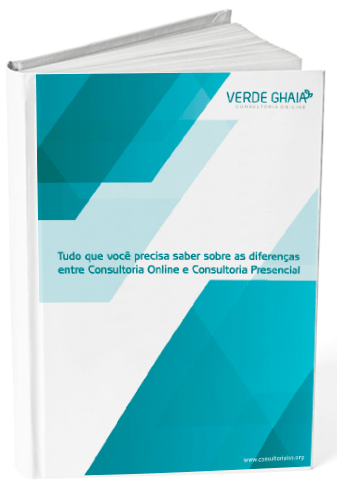 VERDE GHAIA
CONSULTORIA ON-LINE
Tudo que você precisa saber sobre as diferenças
entre Consultoria Online e Consultoria Presencial
www.consultoriaiso.org